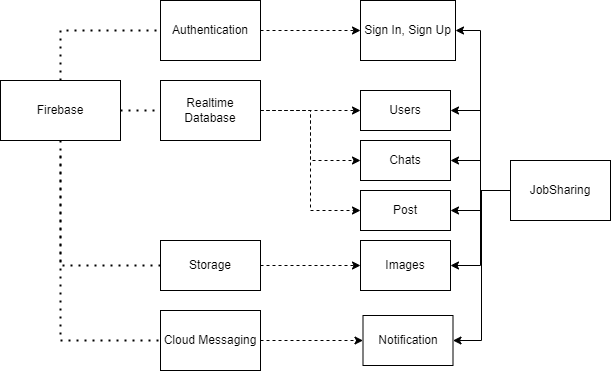 Authentication
Sign In, Sign Up
Firebase
Realtime
Database
Users
Chats
Post
JobSharing
Storage
Images
Cloud Messaging
Notification